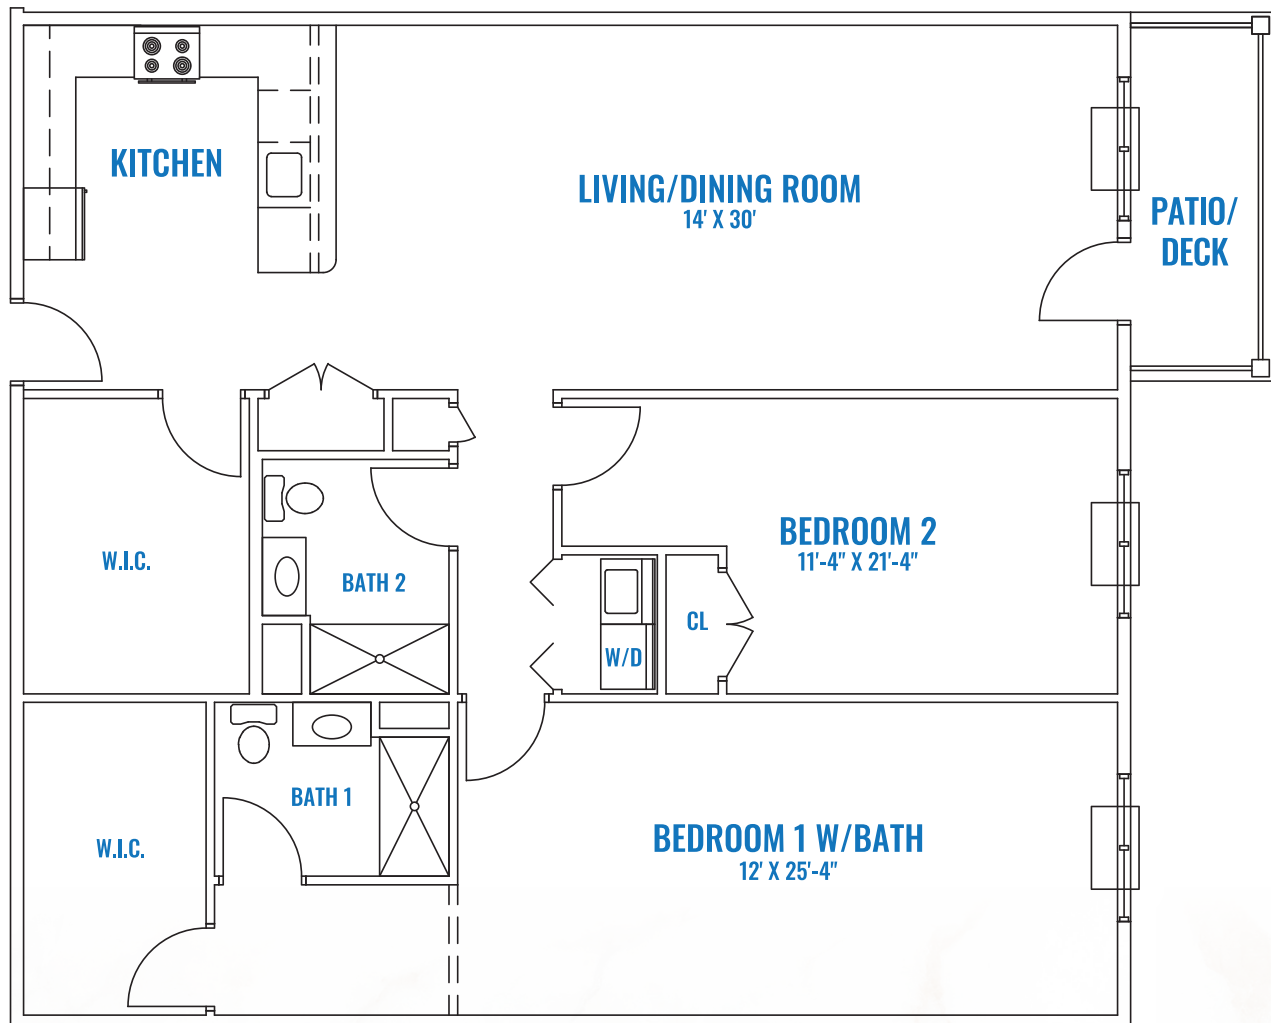 KITCHEN
LIVING/DINING ROOM
14' X 30'
PATIO/
DECK
BEDROOM 2
11'-4" X 21'-4"
W.I.C.
BATH 2
CL
W/D
BATH 1
BEDROOM 1 W/BATH
12' X 25'-4"
W.I.C.